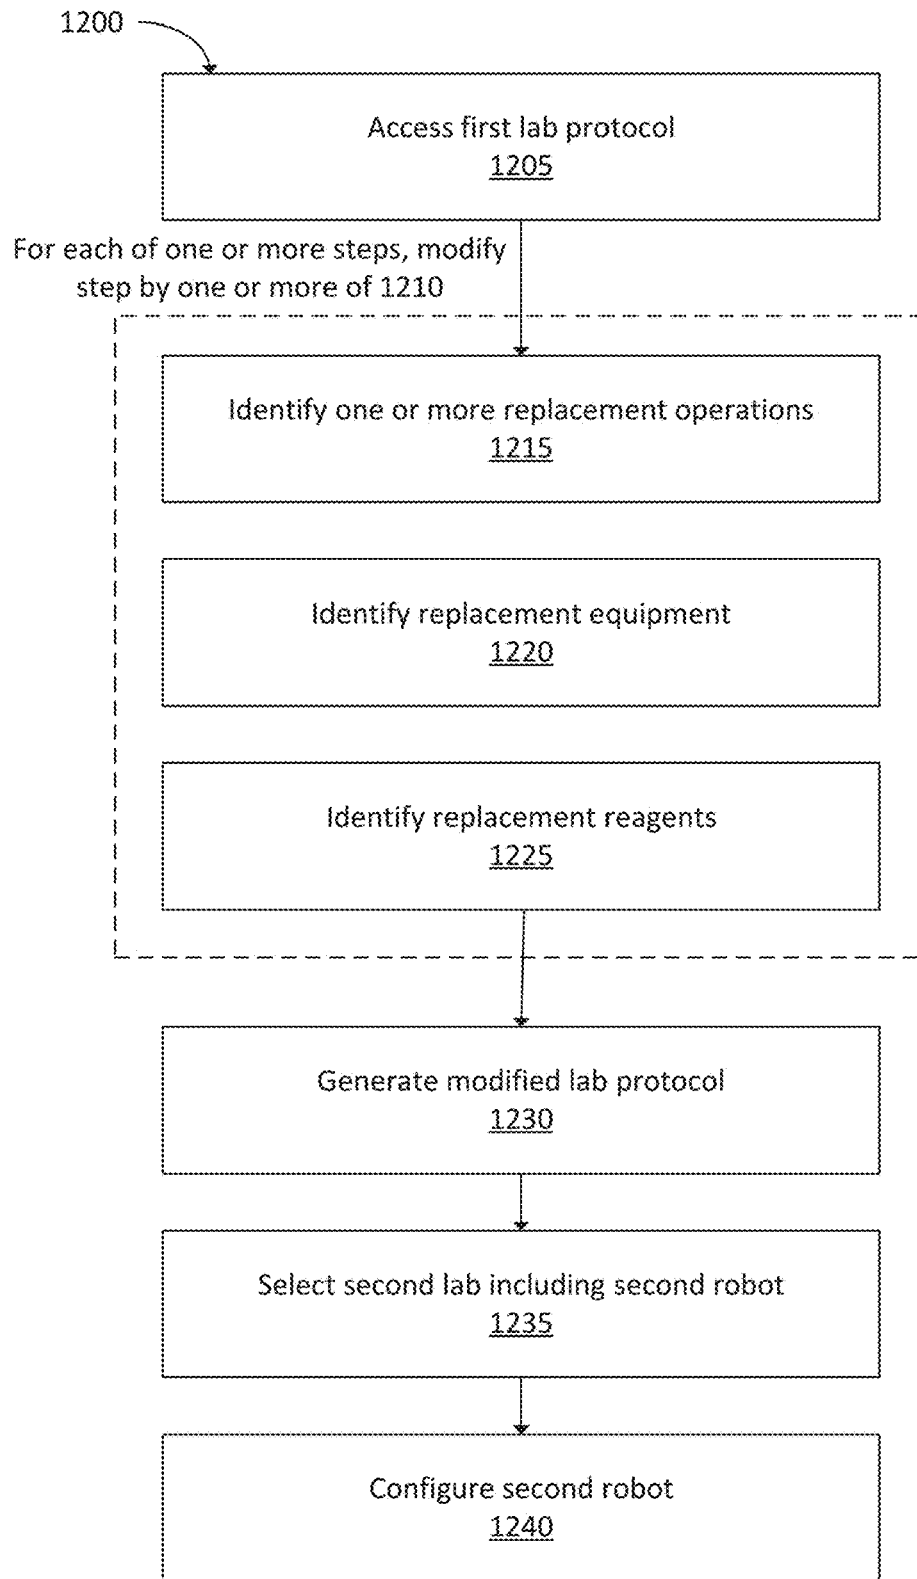 1200
Access first lab protocol
1205
For each of one or more steps, modify
step by one or more of 1210
Identify one or more replacement operations
1215
Identify replacement equipment
1220
Identify replacement reagents
1225
Generate modified lab protocol
1230
Select second lab including second robot
1235
Configure second robot
1240